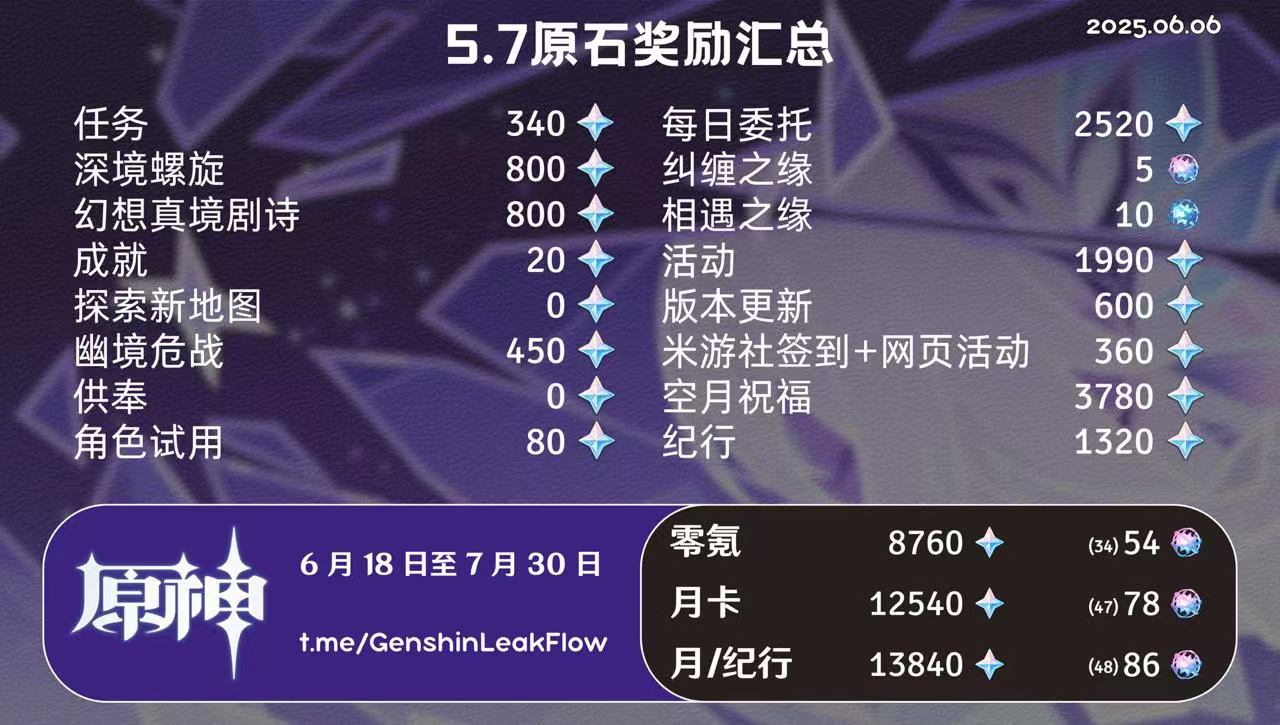 5.7原石奖励汇总
2025.06.06
任务 340
深境螺旋 800
幻想真境剧诗 800
成就 20
探索新地图 0
幽境危战 450
供奉 0
角色试用 80
每日委托 2520
纠缠之缘 5
相遇之缘 10
活动 1990
版本更新 600
米游社签到+网页活动 360
空月祝福 3780
纪行 1320
原神
6 月 18 日至 7 月 30 日
t.me/GenshinLeakFlow
零氪 8760 (34) 54
月卡 12540 (47) 78
月/纪行 13840 (48) 86